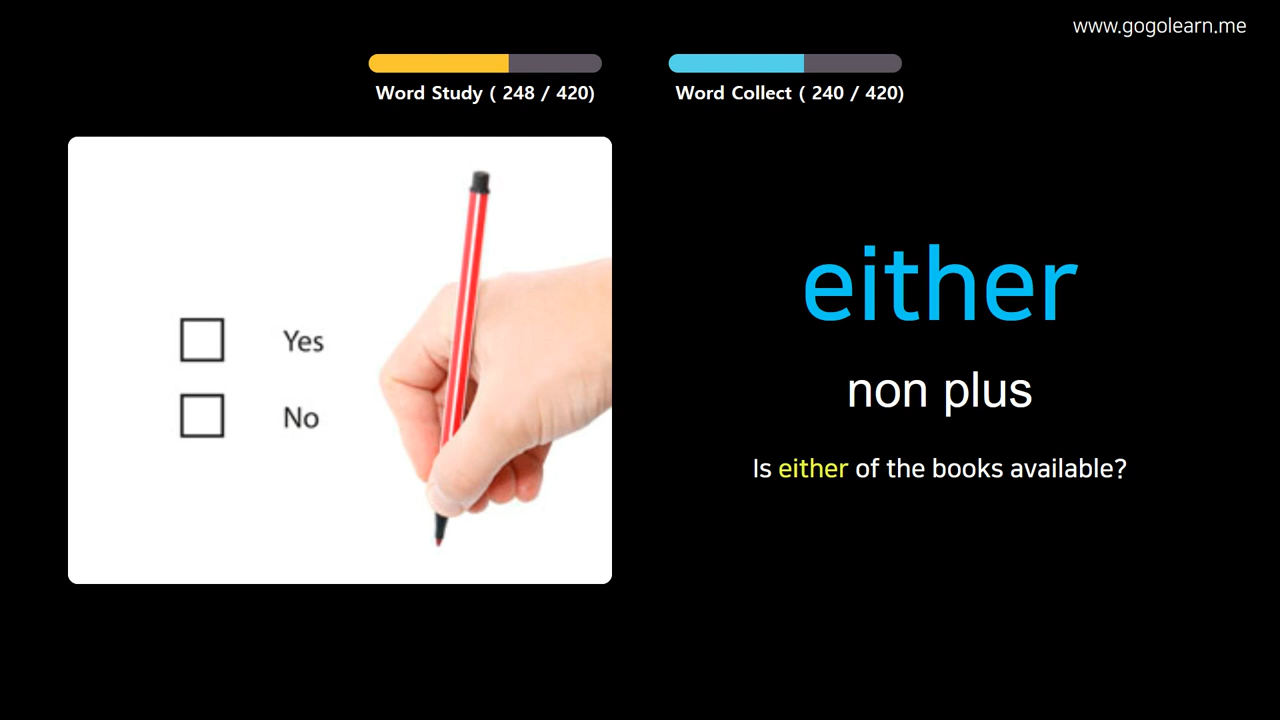 www.gogolearn.me
Word Study ( 248 / 420)
Word Collect ( 240 / 420)
Yes
No
either
non plus
Is either of the books available?